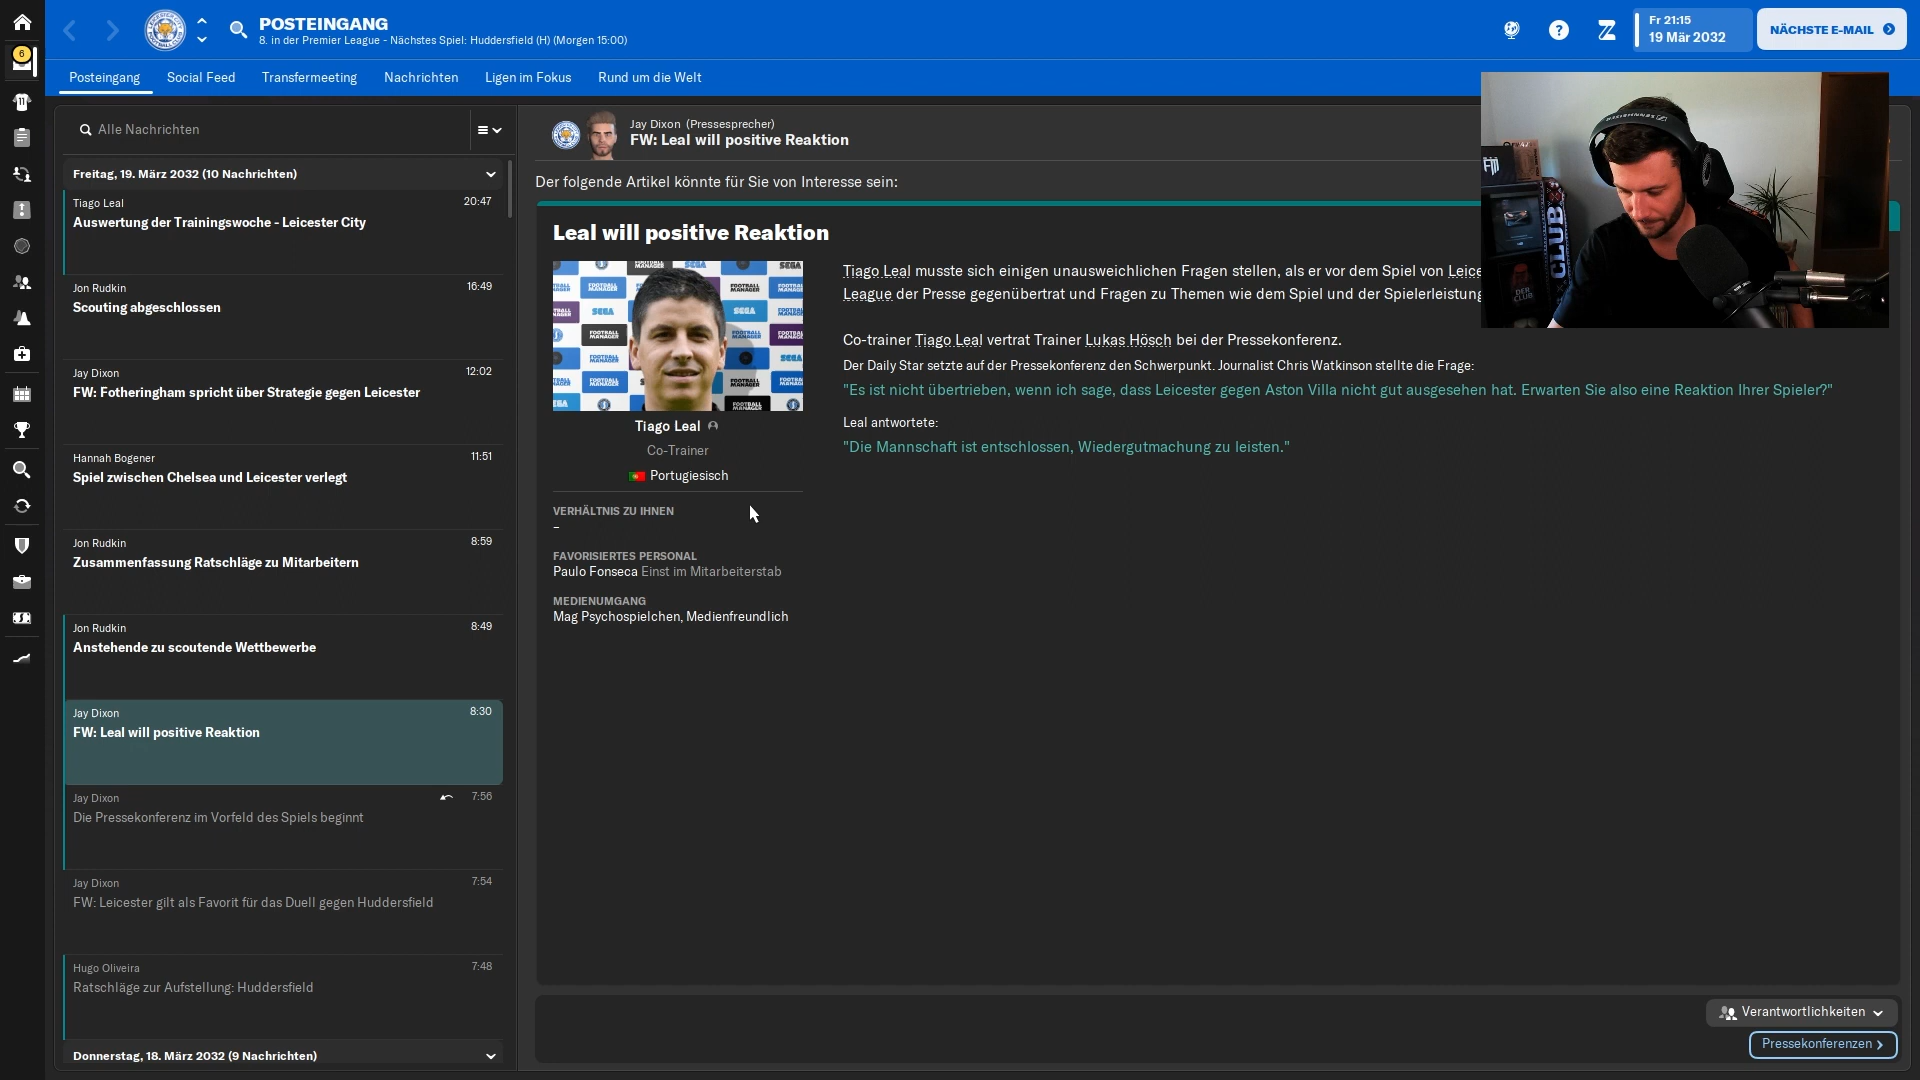 POSTEINGANG
8. in der Premier League - Nächstes Spiel: Huddersfield (H) (Morgen 15:00)
Fr 21:15
19 Mär 2032
NÄCHSTE E-MAIL
6
Posteingang
Social Feed
Transfermeeting
Nachrichten
Ligen im Fokus
Rund um die Welt
Alle Nachrichten
Freitag, 19. März 2032 (10 Nachrichten)
Tiago Leal 20:47
Auswertung der Trainingswoche - Leicester City
Jon Rudkin 16:49
Scouting abgeschlossen
Jay Dixon 12:02
FW: Fotheringham spricht über Strategie gegen Leicester
Hannah Bogener 11:51
Spiel zwischen Chelsea und Leicester verlegt
Jon Rudkin 8:59
Zusammenfassung Ratschläge zu Mitarbeitern
Jon Rudkin 8:49
Anstehende zu scoutende Wettbewerbe
Jay Dixon 8:30
FW: Leal will positive Reaktion
Jay Dixon 7:56
Die Pressekonferenz im Vorfeld des Spiels beginnt
Jay Dixon 7:54
FW: Leicester gilt als Favorit für das Duell gegen Huddersfield
Hugo Oliveira 7:48
Ratschläge zur Aufstellung: Huddersfield
Donnerstag, 18. März 2032 (9 Nachrichten)
Jay Dixon (Pressesprecher)
FW: Leal will positive Reaktion
Der folgende Artikel könnte für Sie von Interesse sein:
Leal will positive Reaktion
Tiago Leal musste sich einigen unausweichlichen Fragen stellen, als er vor dem Spiel von Leice
League der Presse gegenübertrat und Fragen zu Themen wie dem Spiel und der Spielerleistung
Co-trainer Tiago Leal vertrat Trainer Lukas Hösch bei der Pressekonferenz.
Der Daily Star setzte auf der Pressekonferenz den Schwerpunkt. Journalist Chris Watkinson stellte die Frage:
"Es ist nicht übertrieben, wenn ich sage, dass Leicester gegen Aston Villa nicht gut ausgesehen hat. Erwarten Sie also eine Reaktion Ihrer Spieler?"
Leal antwortete:
"Die Mannschaft ist entschlossen, Wiedergutmachung zu leisten."
Tiago Leal
Co-Trainer
Portugiesisch
VERHÄLTNIS ZU IHNEN
-
FAVORISIERTES PERSONAL
Paulo Fonseca Einst im Mitarbeiterstab
MEDIENUMGANG
Mag Psychospielchen, Medienfreundlich
FM
CLUB
DER
CLUB
SEGA
FOOTBALL
MANAGER
Verantwortlichkeiten
Pressekonferenzen